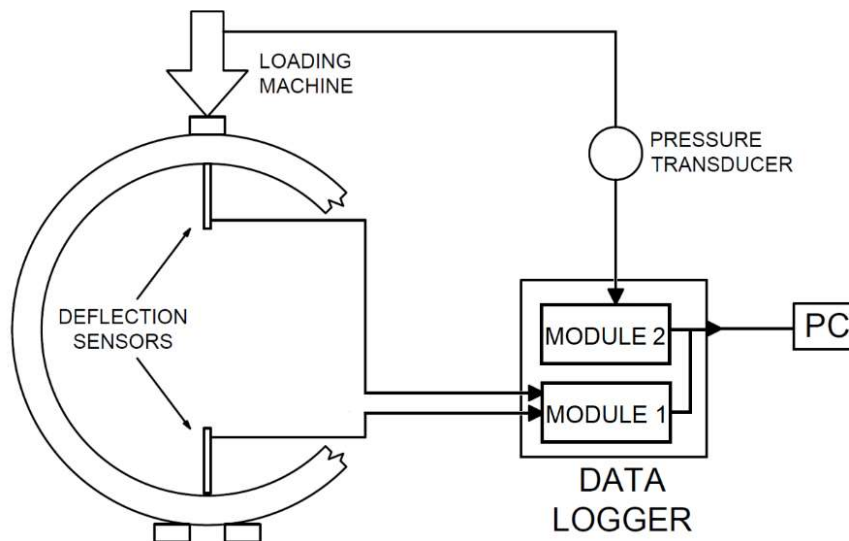 LOADING
MACHINE
PRESSURE
TRANSDUCER
DEFLECTION
SENSORS
MODULE 2
MODULE 1
PC
DATA
LOGGER